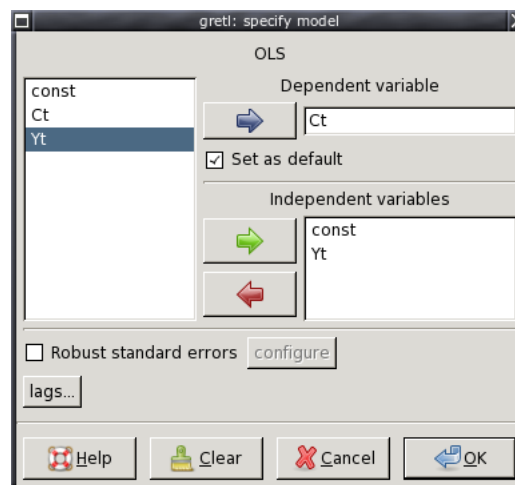 gretl: specify model
OLS
const
Ct
Yt
Dependent variable
Ct
Set as default
Independent variables
const
Yt
Robust standard errors configure
lags...
Help Clear Cancel OK